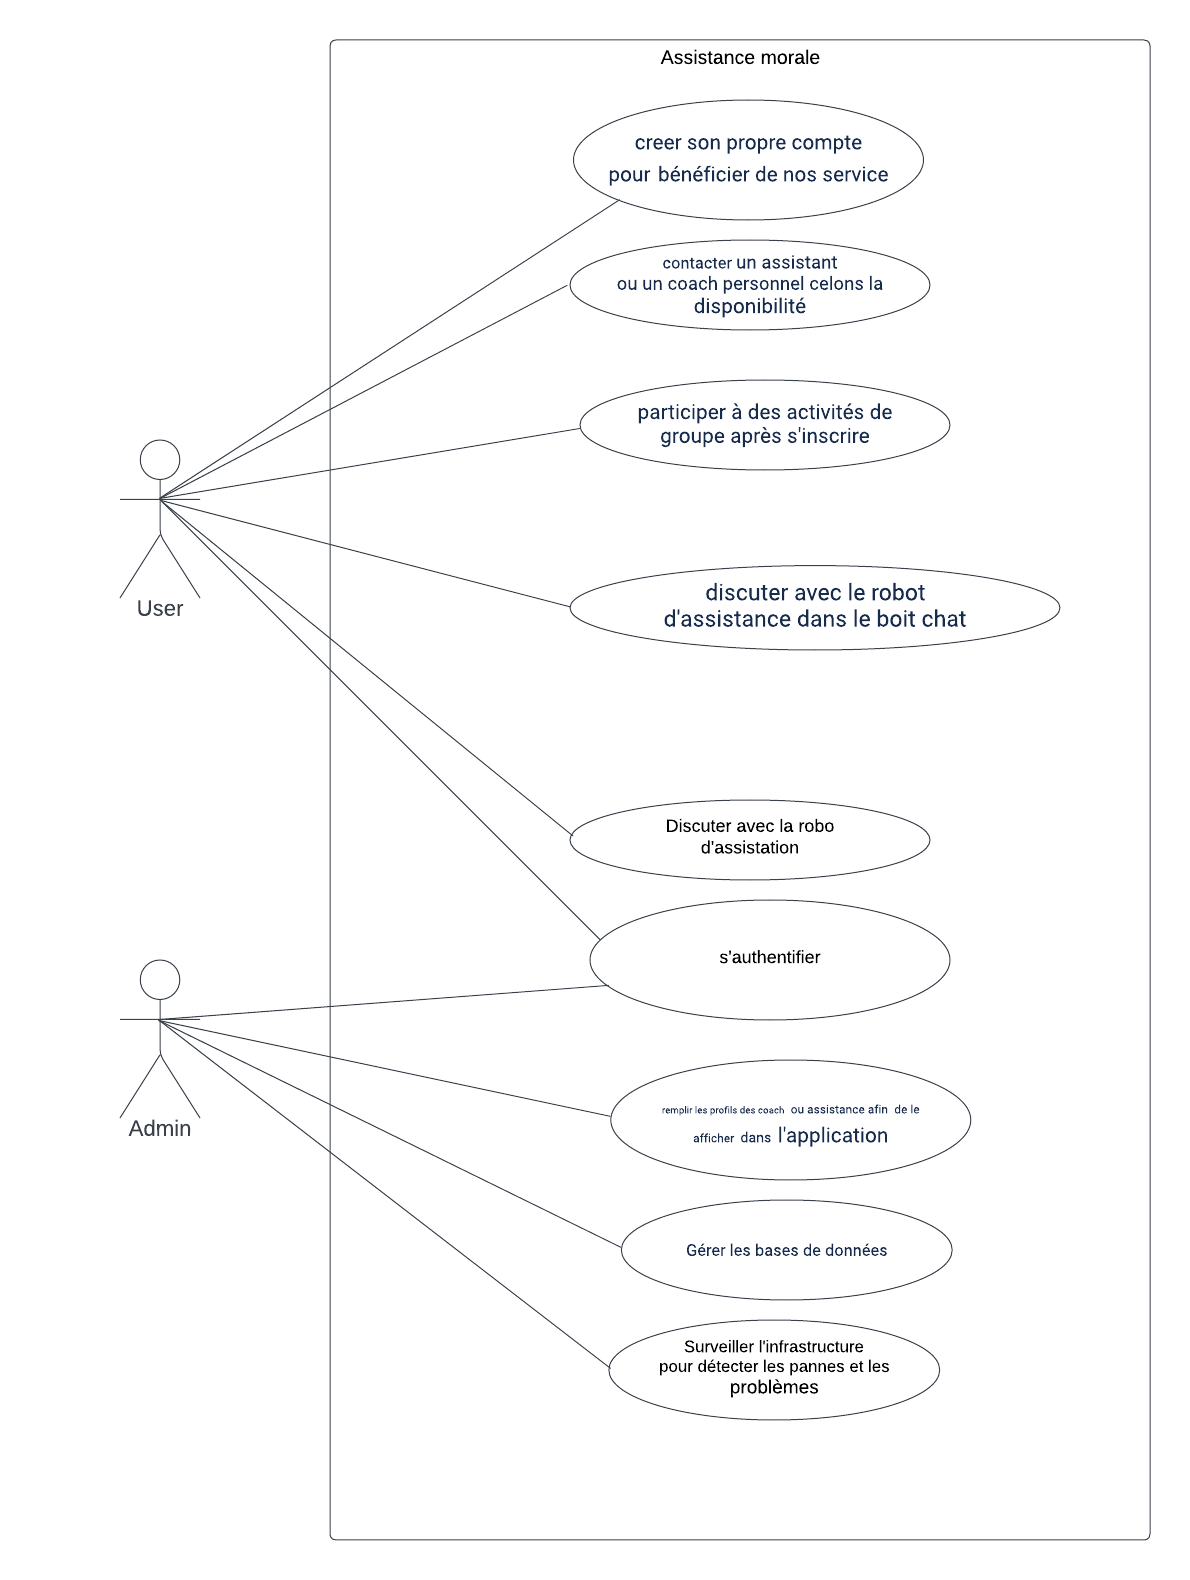 Assistance morale
creer son propre compte
pour bénéficier de nos service
contacter un assistant
ou un coach personnel celons la
disponibilité
participer à des activités de
groupe après s'inscrire
User
discuter avec le robot
d'assistance dans le boit chat
Discuter avec la robo
d'assistation
s'authentifier
Admin
remplir les profils des coach ou assistance afin de le
afficher dans l'application
Gérer les bases de données
Surveiller l'infrastructure
pour détecter les pannes et les
problèmes